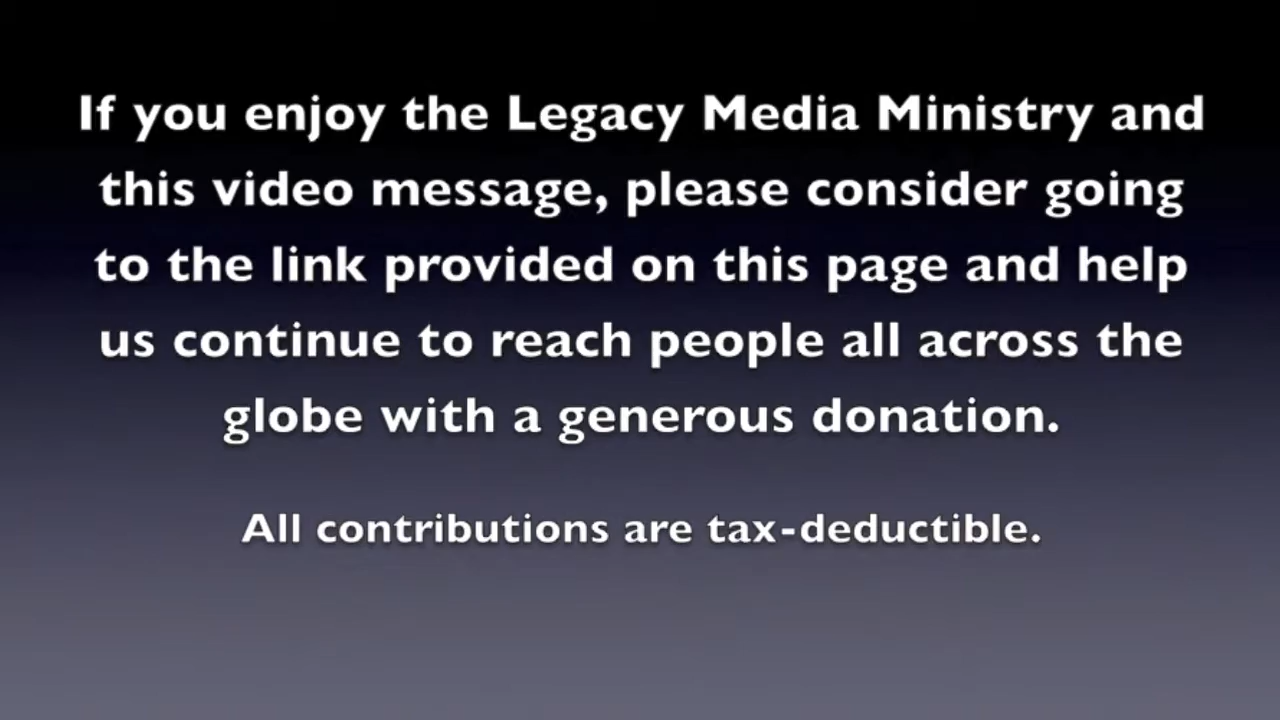 If you enjoy the Legacy Media Ministry and
this video message, please consider going
to the link provided on this page and help
us continue to reach people all across the
globe with a generous donation.
All contributions are tax-deductible.